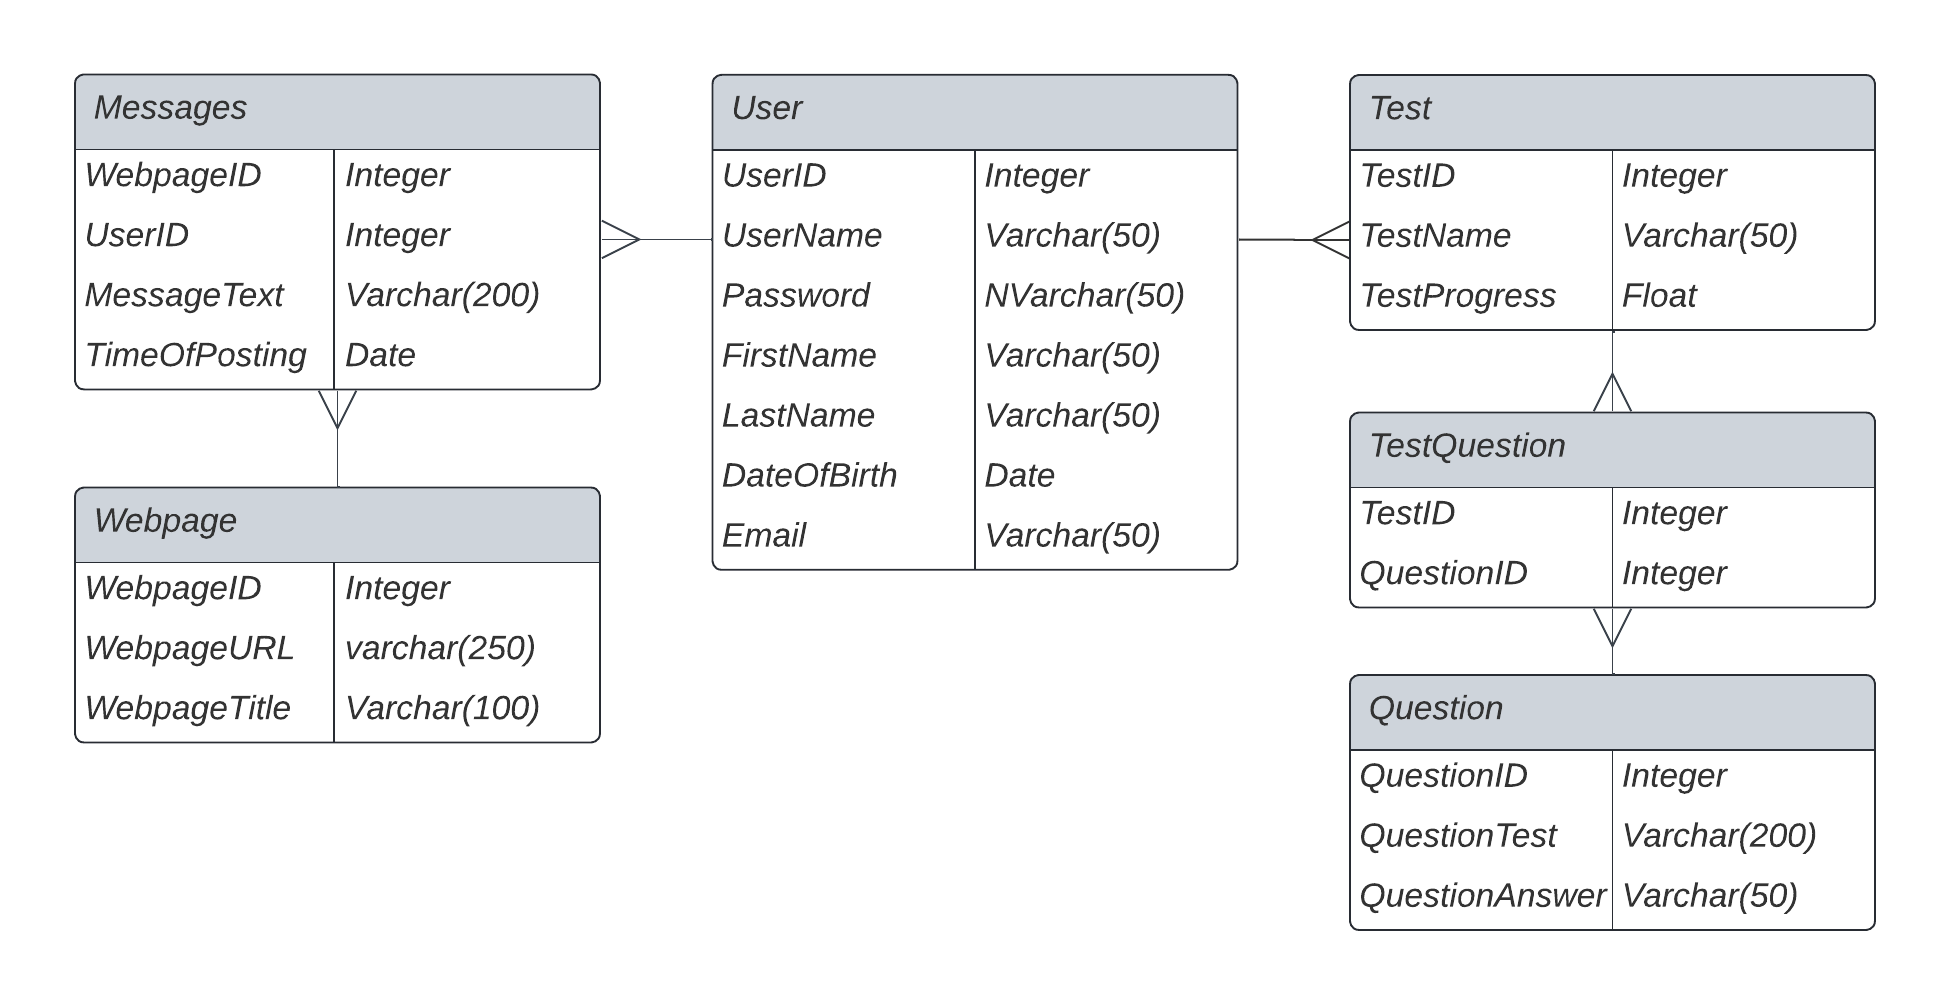 Messages
WebpageID Integer
UserID Integer
MessageText Varchar(200)
TimeOfPosting Date
Webpage
WebpageID Integer
WebpageURL varchar(250)
WebpageTitle Varchar(100)
User
UserID Integer
UserName Varchar(50)
Password NVarchar(50)
FirstName Varchar(50)
LastName Varchar(50)
DateOfBirth Date
Email Varchar(50)
Test
TestID Integer
TestName Varchar(50)
TestProgress Float
TestQuestion
TestID Integer
QuestionID Integer
Question
QuestionID Integer
QuestionTest Varchar(200)
QuestionAnswer Varchar(50)